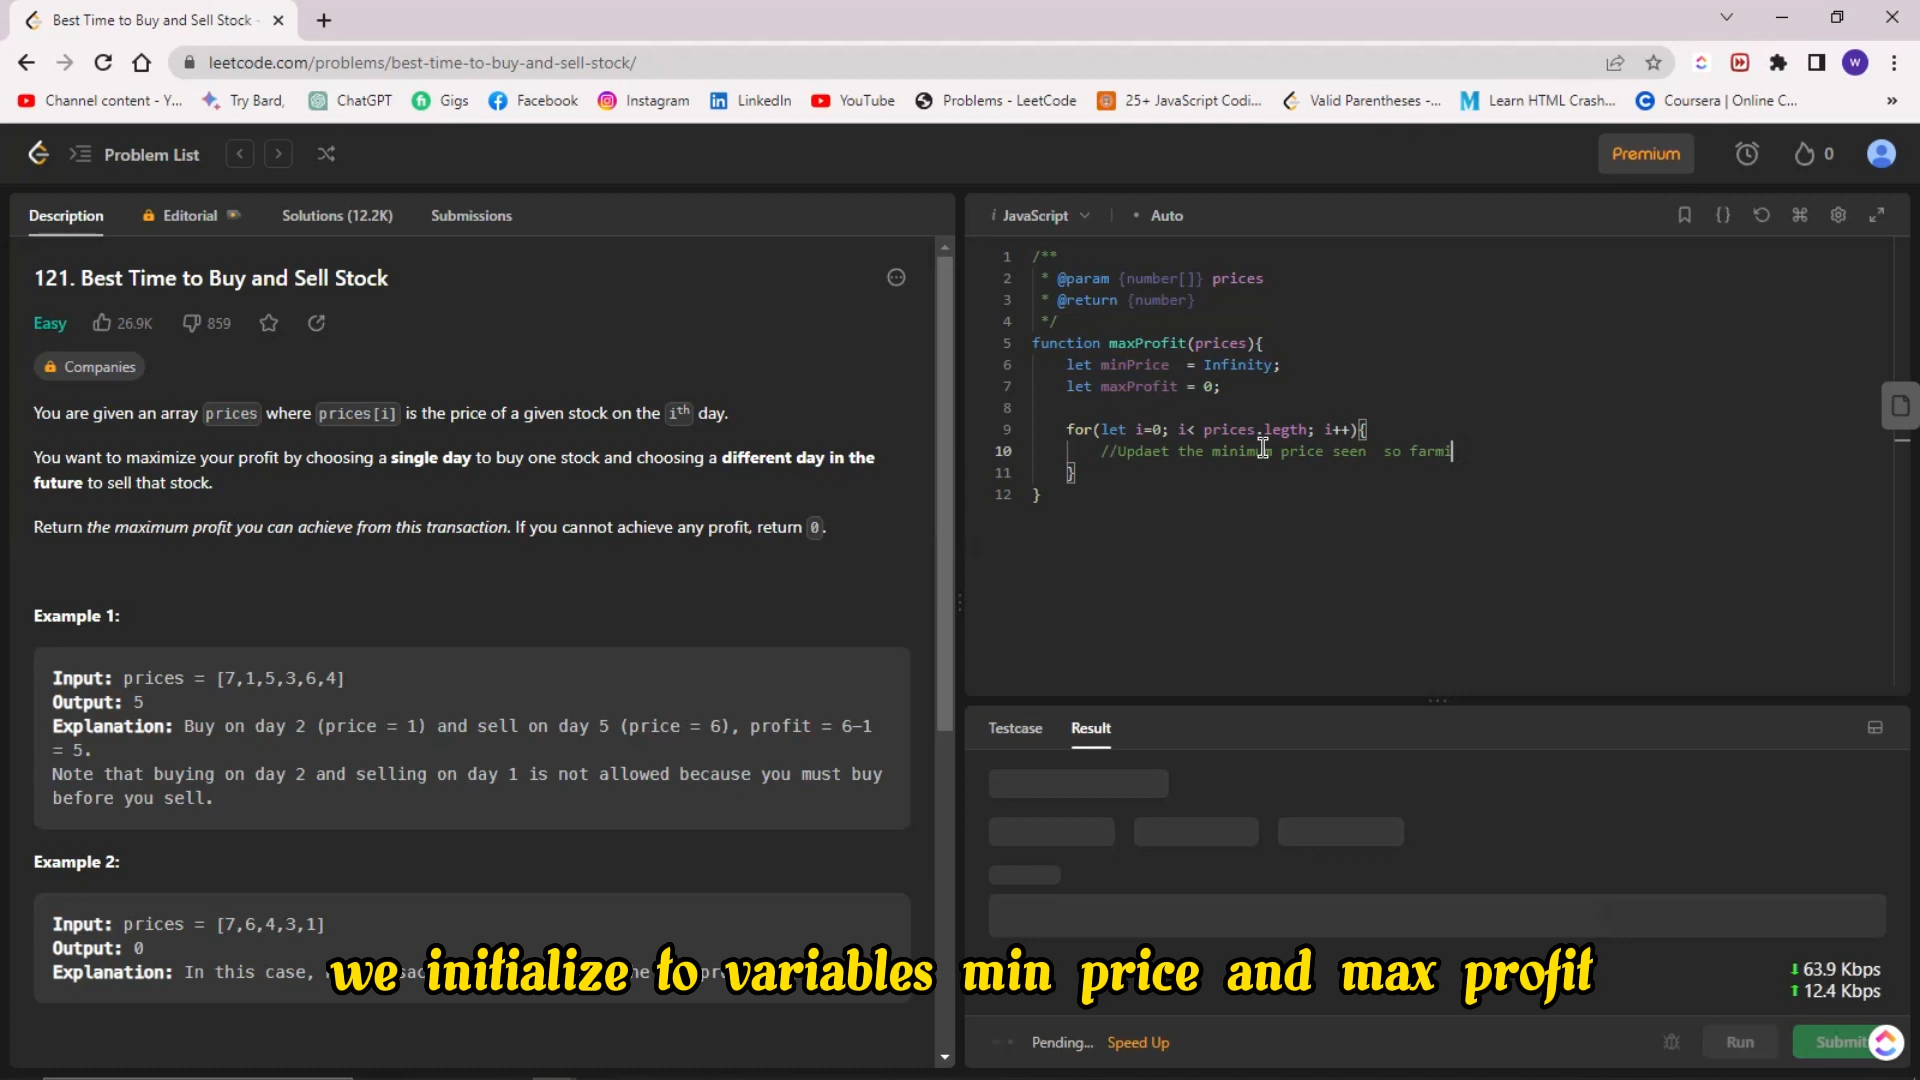 Best Time to Buy and Sell Stock -
leetcode.com/problems/best-time-to-buy-and-sell-stock/
W
Channel content - Y...
Try Bard,
ChatGPT
Gigs
Facebook
Instagram
LinkedIn
YouTube
Problems - LeetCode
25+ JavaScript Codi...
Valid Parentheses -...
Learn HTML Crash...
Coursera | Online C...
Problem List
Premium
0
Description
Editorial
Solutions (12.2K)
Submissions
121. Best Time to Buy and Sell Stock
Easy
26.9K
859
Companies
You are given an array prices where prices[i] is the price of a given stock on the ith day.
You want to maximize your profit by choosing a single day to buy one stock and choosing a different day in the
future to sell that stock.
Return the maximum profit you can achieve from this transaction. If you cannot achieve any profit, return 0.
Example 1:
Input: prices = [7,1,5,3,6,4]
Output: 5
Explanation: Buy on day 2 (price = 1) and sell on day 5 (price = 6), profit = 6-1
= 5.
Note that buying on day 2 and selling on day 1 is not allowed because you must buy
before you sell.
Example 2:
Input: prices = [7,6,4,3,1]
Output: 0
Explanation: In this case,
i JavaScript
• Auto
1 /**
2 * @param {number[]} prices
3 * @return {number}
4 */
5 function maxProfit(prices){
6 let minPrice  = Infinity;
7 let maxProfit = 0;
8
9 for(let i=0; i< prices.legth; i++){
10 //Updaet the minimum price seen  so farmi
11 }
12 }
Testcase
Result
we initialize to variables min price and max profit
63.9 Kbps
12.4 Kbps
Pending...
Speed Up
Run
Submit